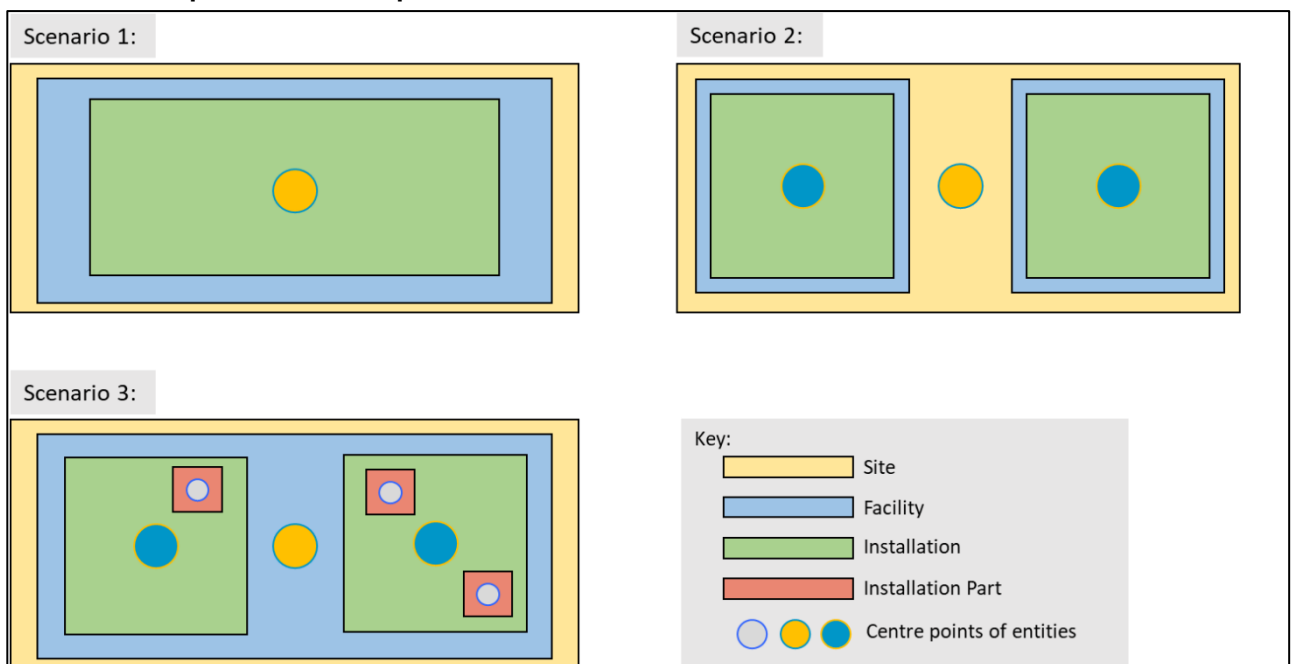 Scenario 1:
Scenario 2:
Scenario 3:
Key:
Site
Facility
Installation
Installation Part
Centre points of entities